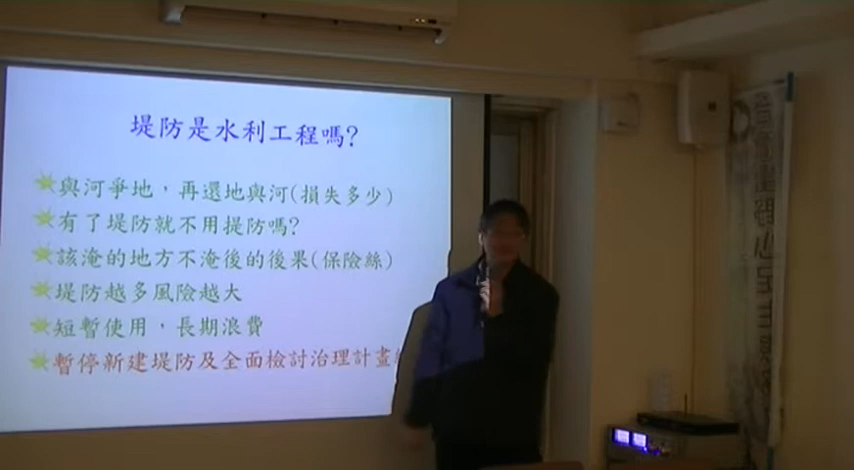 堤防是水利工程嗎?
與河爭地，再還地與河(損失多少)
有了堤防就不用提防嗎?
該淹的地方不淹後的後果(保險絲)
堤防越多風險越大
短暫使用，長期浪費
暫停新建堤防及全面檢討治理計畫